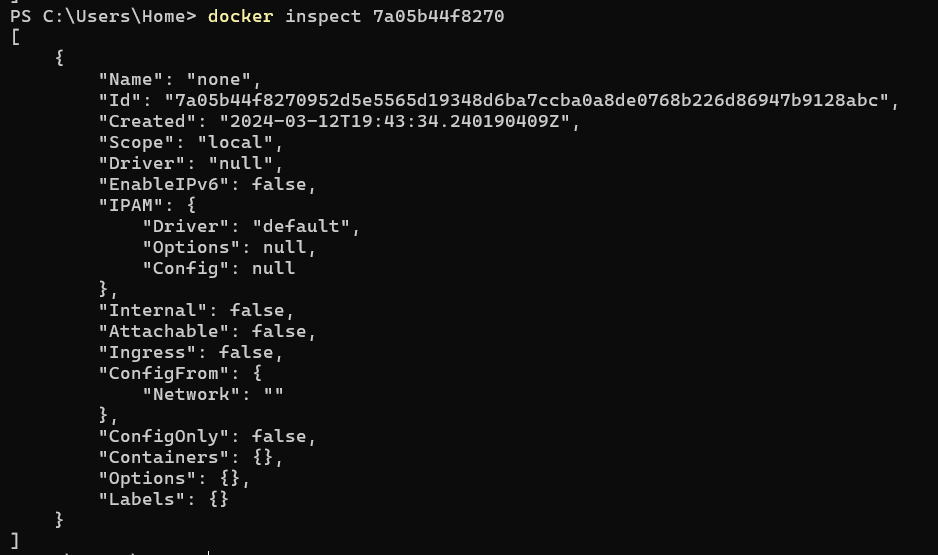 PS C:\Users\Home> docker inspect 7a05b44f8270
[
    {
        "Name": "none",
        "Id": "7a05b44f8270952d5e5565d19348d6ba7ccba0a8de0768b226d86947b9128abc",
        "Created": "2024-03-12T19:43:34.240190409Z",
        "Scope": "local",
        "Driver": "null",
        "EnableIPv6": false,
        "IPAM": {
            "Driver": "default",
            "Options": null,
            "Config": null
        },
        "Internal": false,
        "Attachable": false,
        "Ingress": false,
        "ConfigFrom": {
            "Network": ""
        },
        "ConfigOnly": false,
        "Containers": {},
        "Options": {},
        "Labels": {}
    }
]